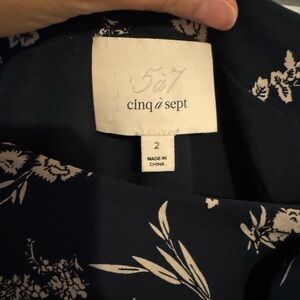 5à7
cinq à sept
2
MADE IN
CHINA